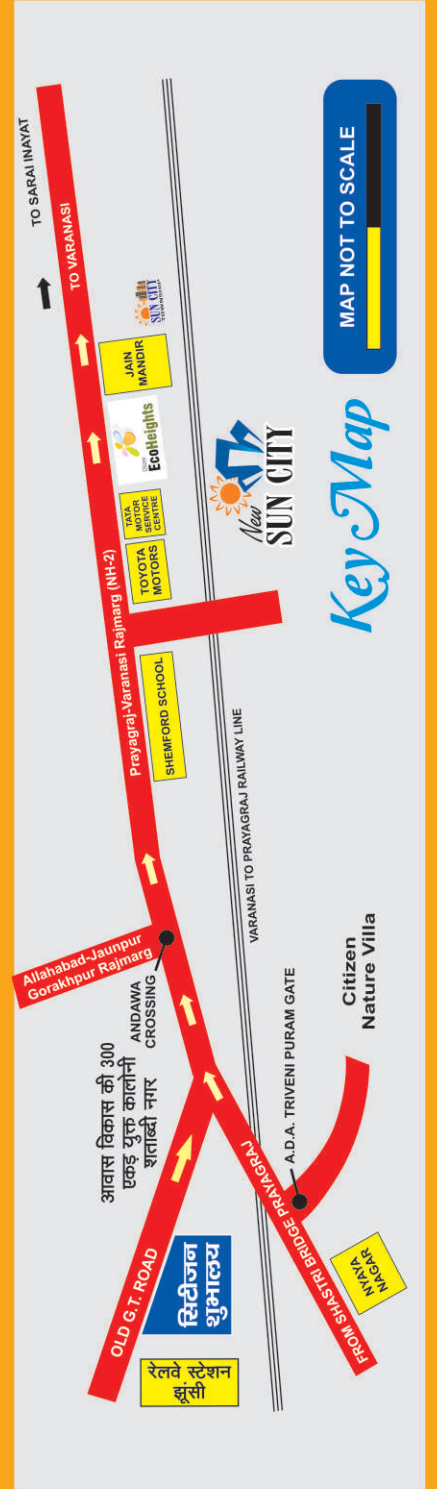 TO SARAI INAYAT
TO VARANASI
Prayagraj-Varanasi Rajmarg (NH-2)
JAIN
MANDIR
SUN CITY
TOWNSHIP
EcoHeights
TATA
MOTOR
SERVICE
CENTRE
TOYOTA
MOTORS
SHEMFORD SCHOOL
New
SUN CITY
MAP NOT TO SCALE
Key Map
VARANASI TO PRAYAGRAJ RAILWAY LINE
Allahabad-Jaunpur
Gorakhpur Rajmarg
ANDAWA
CROSSING
आवास विकास की 300
एकड़ युक्त कालोनी
शताब्दी नगर
OLD G.T. ROAD
सिटीजन
शुभालय
रेलवे स्टेशन
झूंसी
FROM SHASTRI BRIDGE PRAYAGRAJ
A.D.A. TRIVENI PURAM GATE
Citizen
Nature Villa
NYAYA
NAGAR